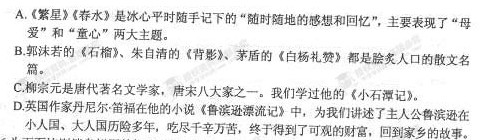 A.《繁星》《春水》是冰心平时随手记下的“随时随地的感想和回忆”,主要表现了“母
爱”和“童心”两大主题。
B.郭沫若的《石榴》、朱自清的《背影》、茅盾的《白杨礼赞》都是脍炙人口的散文名
篇。
C.柳宗元是唐代著名文学家,唐宋八大家之一。我们学过他的《小石潭记》。
D.英国作家丹尼尔·笛福在他的小说《鲁滨逊漂流记》中,为我们讲述了主人公鲁滨逊在
小人国、大人国历险多年,吃尽千辛万苦,终于得到了可观的财富,回到家乡的故事。